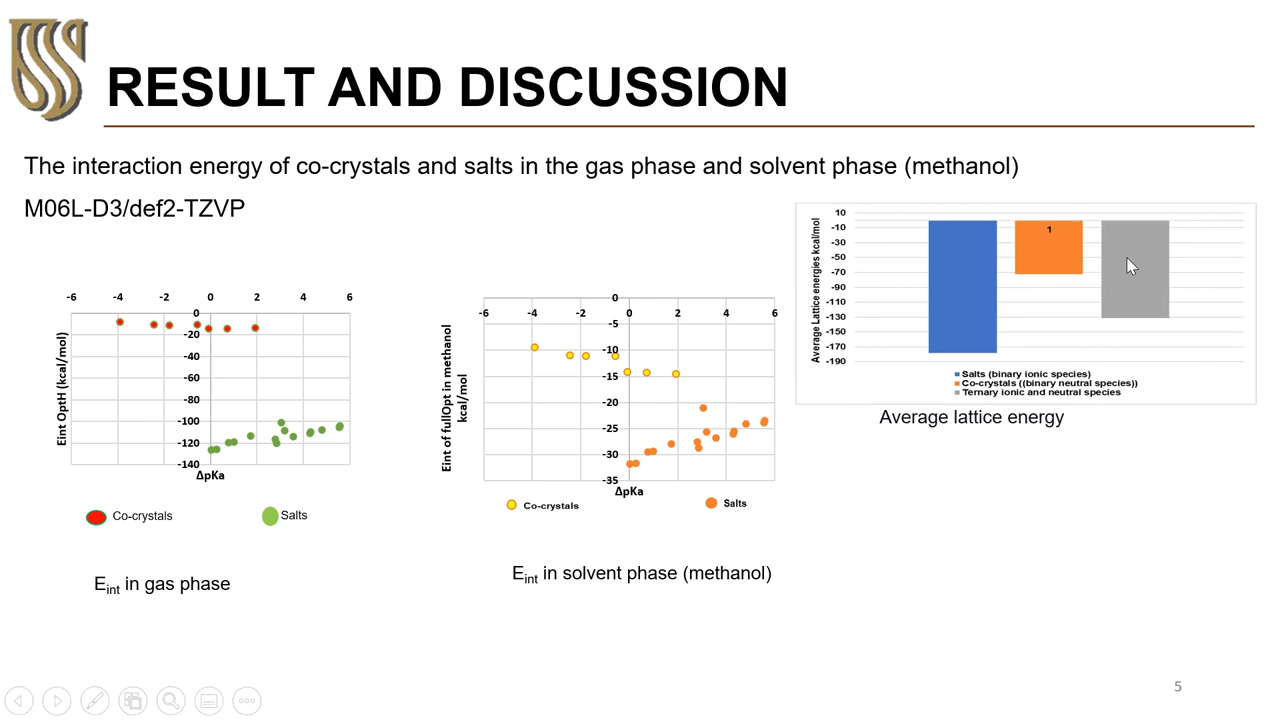 RESULT AND DISCUSSION
The interaction energy of co-crystals and salts in the gas phase and solvent phase (methanol)
M06L-D3/def2-TZVP
-6 -4 -2 0 2 4 6
0
-20
-40
-60
-80
-100
-120
-140
Eint OptH (kcal/mol)
ΔpKa
Co-crystals
Salts
Eint in gas phase
0
-6 -4 -2 0 2 4 6
-5
-10
-15
-20
-25
-30
-35
Eint of fullOpt in methanol
kcal/mol
ΔpKa
Co-crystals
Salts
Eint in solvent phase (methanol)
10
-10
-30
-50
-70
-90
-110
-130
-150
-170
-190
Average Lattice energies kcal/mol
1
Salts (binary ionic species)
Co-crystals ((binary neutral species))
Ternary ionic and neutral species
Average lattice energy
5